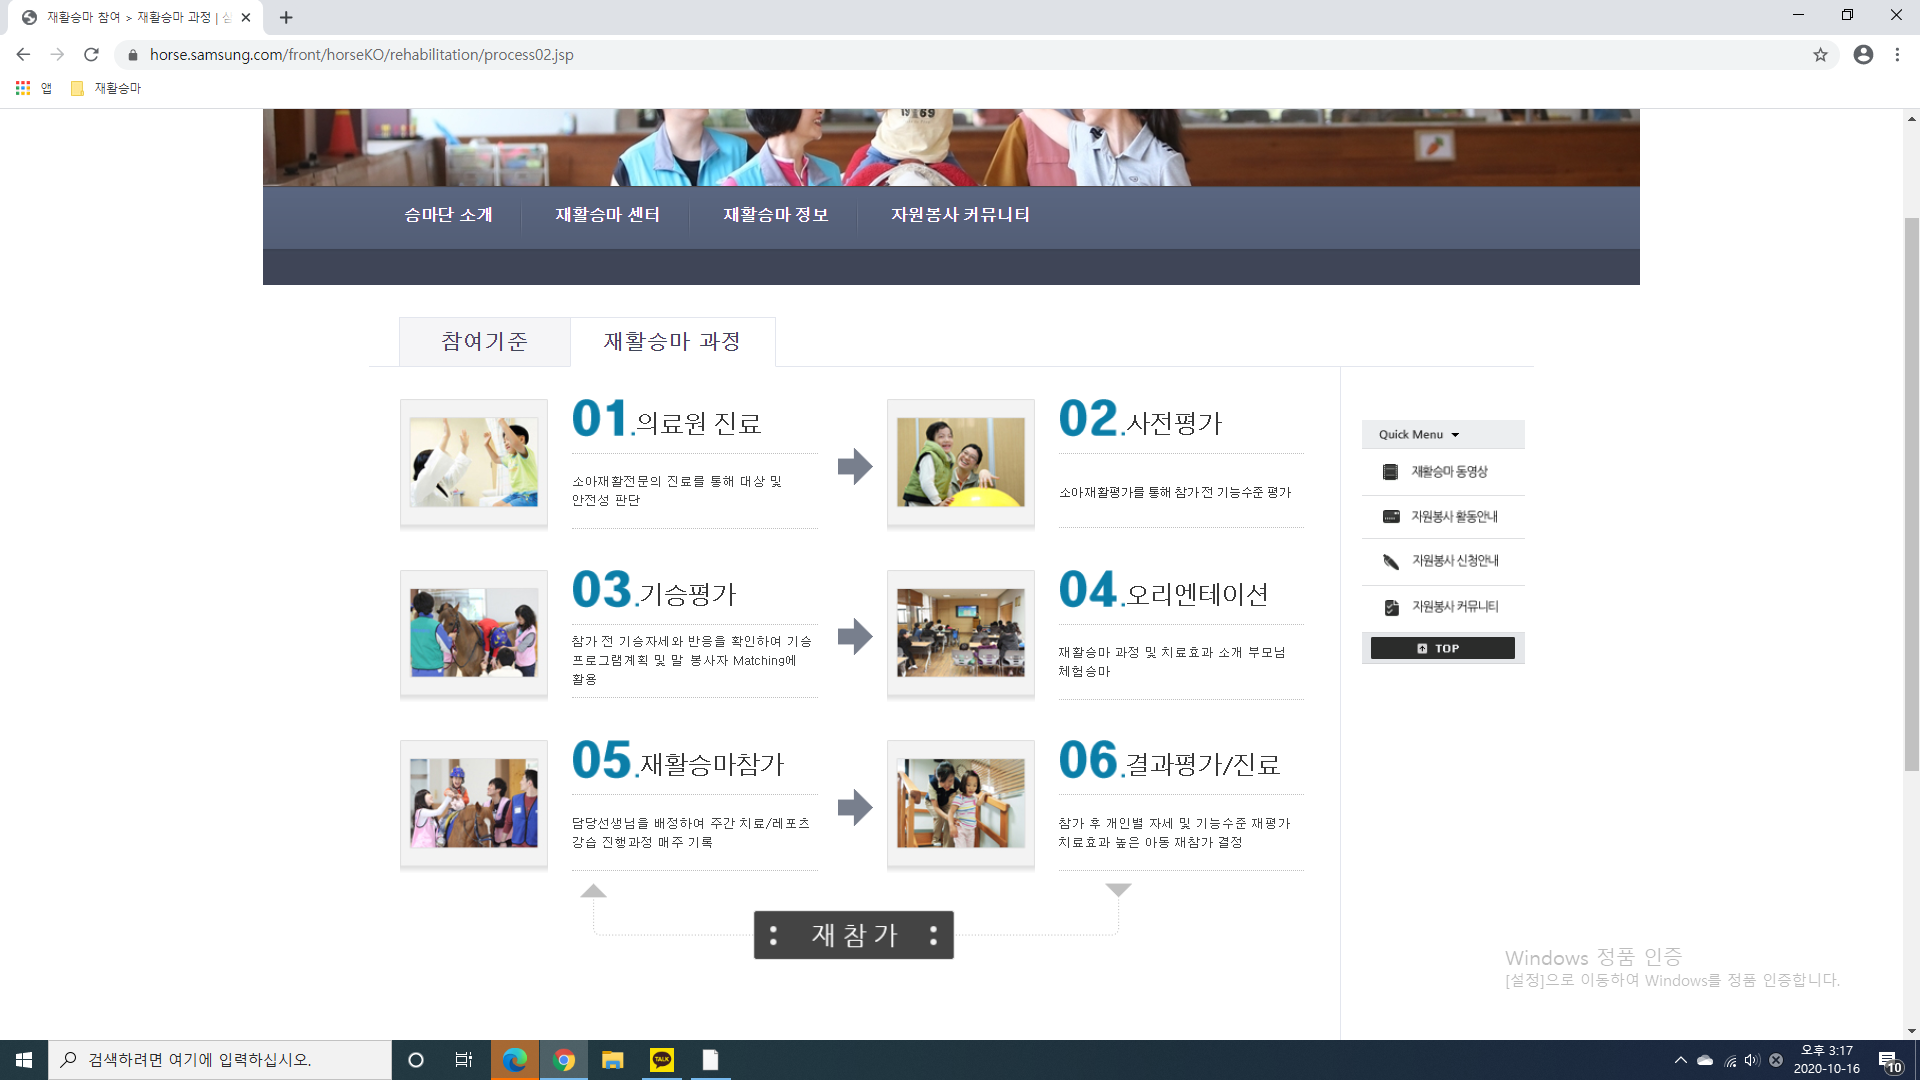 재활승마 참여 > 재활승마 과정 | 삼
horse.samsung.com/front/horseKO/rehabilitation/process02.jsp
앱
재활승마
1969
승마단 소개
재활승마 센터
재활승마 정보
자원봉사 커뮤니티
참여기준
재활승마 과정
01.의료원 진료
소아재활전문의 진료를 통해 대상 및
안전성 판단
02.사전평가
소아재활평가를 통해 참가 전 기능수준 평가
03.기승평가
참가 전 기승자세와 반응을 확인하여 기승
프로그램계획 및 말 봉사자 Matching에
활용
04.오리엔테이션
재활승마 과정 및 치료효과 소개 부모님
체험승마
05.재활승마참가
담당선생님을 배정하여 주간 치료/레포츠
강습 진행과정 매주 기록
06.결과평가/진료
참가 후 개인별 자세 및 기능수준 재평가
치료효과 높은 아동 재참가 결정
: 재참가 :
Quick Menu
재활승마 동영상
자원봉사 활동안내
자원봉사 신청안내
자원봉사 커뮤니티
TOP
Windows 정품 인증
[설정]으로 이동하여 Windows를 정품 인증합니다.
검색하려면 여기에 입력하십시오.
TALK
오후 3:17
2020-10-16
10